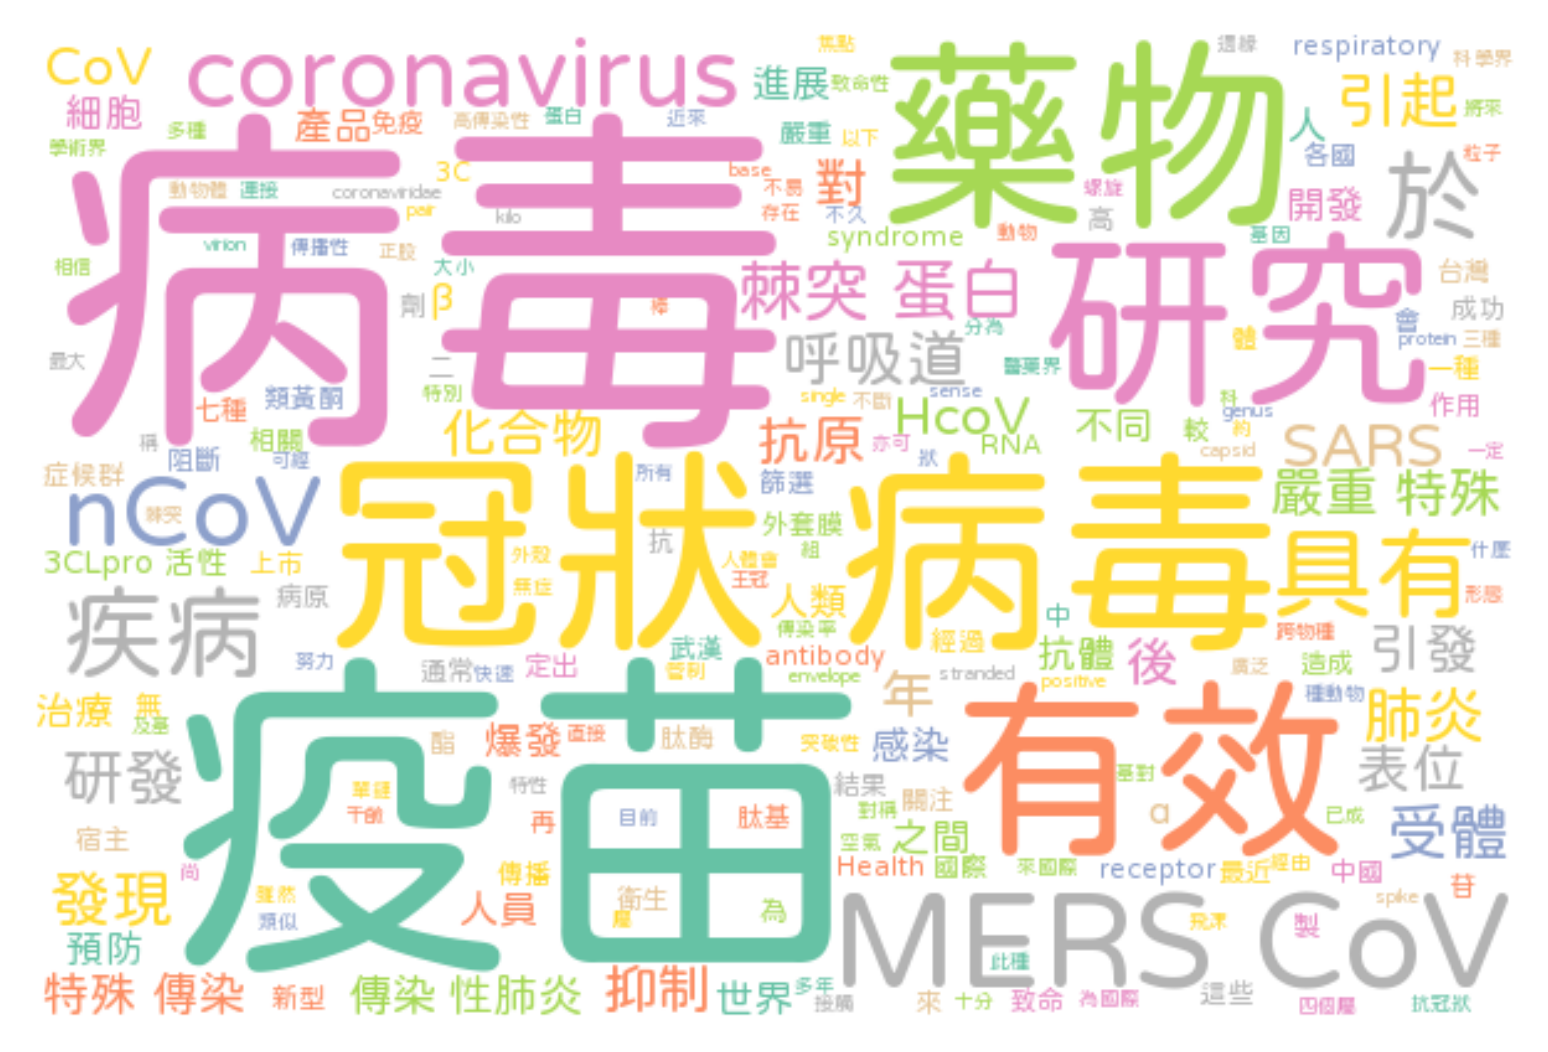 CoV
coronavirus
焦點
藥物
週緣
respiratory
科學界
細胞
產品
免疫
進展
致命性
引起
將來
多種
高傳染性
蛋白
近來
嚴重
以下
人
各國
粒子
學術界
病毒
3C
base
對
於
動物體
連接
coronaviridae
pair
kilo
不易
存在
不久
螺旋
高
開發
virion
傳播性
正股
syndrome
動物
基因
相信
大小
劑
β
棘突 蛋白
研究
台灣
成功
棒
分為
會
protein
三種
最大
二
呼吸道
醫藥界
體
一種
七種
類黃酮
特別
single
不斷
sense
科
genus
作用
化合物
抗原
HcoV
不同
較
約
稱
相關
亦可
RNA
capsid
SARS
一定
症候群
阻斷
可經
所有
篩選
狀
nCoV
棘突
冠狀病毒
嚴重 特殊
外套膜
抗
組
3CLpro 活性
上市
外殼
人體會
王冠
具有
什麼
無症
疾病
病原
人類
中
形態
傳染率
跨物種
武漢
經過
抗體
後
引發
努力
通常
快速
定出
管制
antibody
envelope
stranded
廣泛
造成
positive
年
種動物
治療
無
及基
疫苗
有效
肺炎
爆發
直接
酯
肽酶
突破性
感染
研發
特性
結果
基對
表位
單鏈
關注
對稱
α
已成
再
目前
肽基
宿主
空氣
之間
受體
尚
傳播
Health
國際
來國際
receptor
最近
經由
中國
苷
發現
雖然
類似
人員
衛生
屬
為
spike
MERS CoV
飛沫
製
預防
此種
特殊 傳染
新型
傳染 性肺炎
抑制
世界
多年
接觸
來
十分
致命
為國際
這些
四個屬
抗冠狀